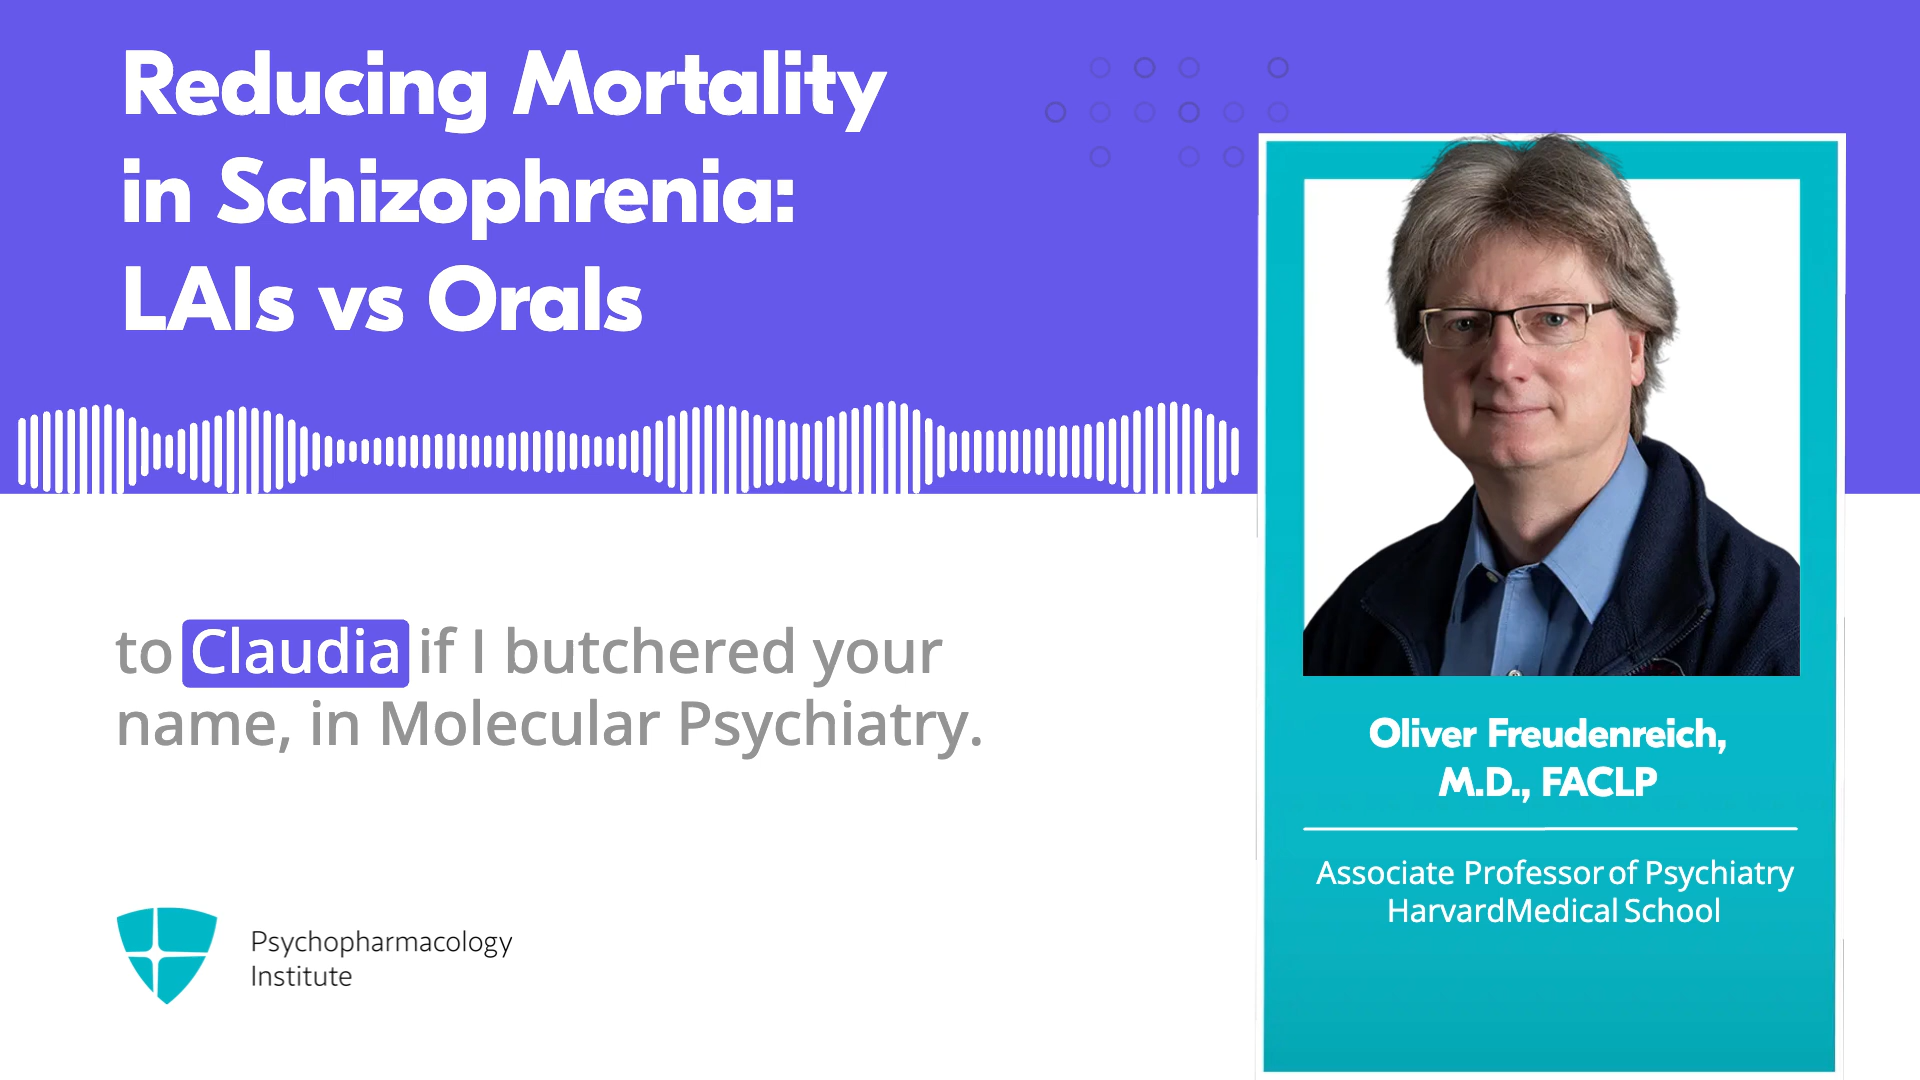 Reducing Mortality
in Schizophrenia:
LAIs vs Orals
to Claudia if I butchered your
name, in Molecular Psychiatry.
Psychopharmacology
Institute
Oliver Freudenreich,
M.D., FACLP
Associate Professor of Psychiatry
HarvardMedical School